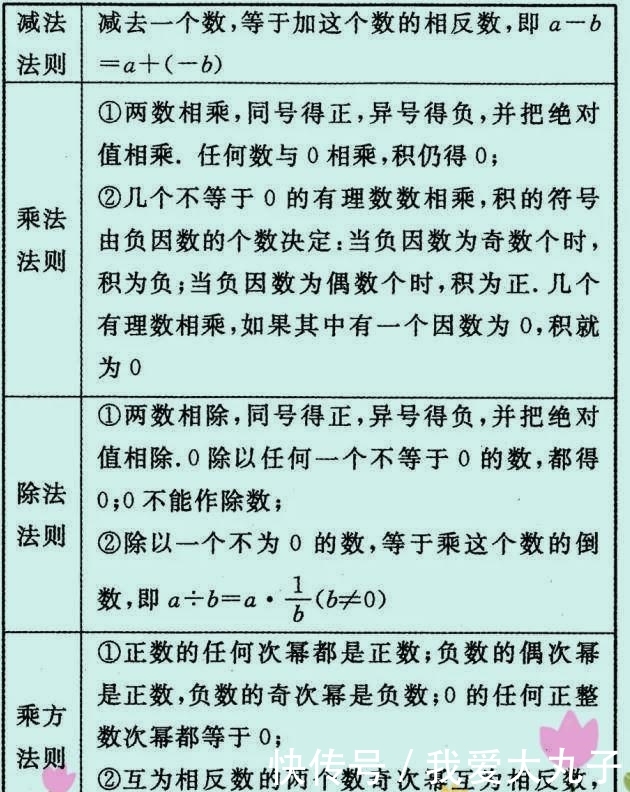 减法
法则
减去一个数,等于加这个数的相反数,即 a－b
=a+(－b)
乘法
法则
①两数相乘,同号得正,异号得负,并把绝对
值相乘. 任何数与 0 相乘,积仍得 0;
②几个不等于 0 的有理数数相乘,积的符号
由负因数的个数决定:当负因数为奇数个时,
积为负;当负因数为偶数个时,积为正. 几个
有理数相乘,如果其中有一个因数为 0,积就
为 0
除法
法则
①两数相除,同号得正,异号得负,并把绝对
值相除.0 除以任何一个不等于 0 的数,都得
0;0 不能作除数;
②除以一个不为 0 的数,等于乘这个数的倒
数,即 a÷b=a·1/b(b≠0)
乘方
法则
①正数的任何次幂都是正数;负数的偶次幂
是正数,负数的奇次幂是负数;0 的任何正整
数次幂都等于 0;
②互为相反数的两个数奇次幂互为相反数,
快传号 / 我爱大丸子